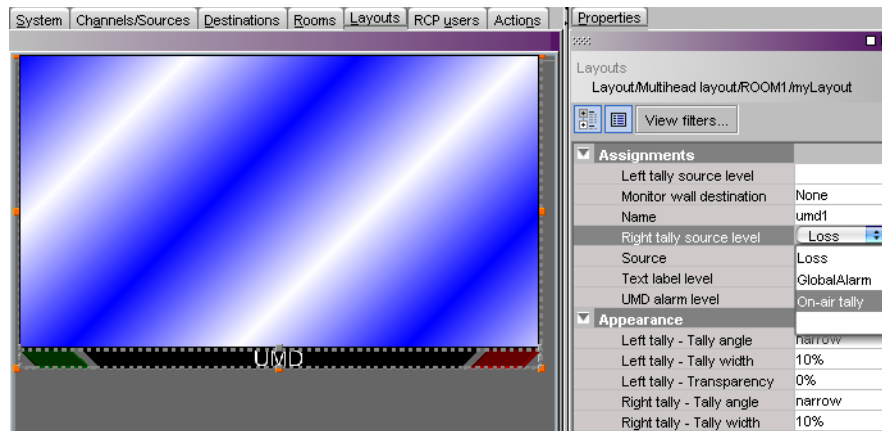 System Channels/Sources Destinations Rooms Layouts RCP users Actions
UMD
Properties
Layouts
Layout/Multihead layout/ROOM1/myLayout
View filters...
Assignments
Left tally source level
Monitor wall destination None
Name umd1
Right tally source level Loss
Source Loss
Text label level GlobalAlarm
UMD alarm level On-air tally
Appearance
Left tally - Tally angle narrow
Left tally - Tally width 10%
Left tally - Transparency 0%
Right tally - Tally angle narrow
Right tally - Tally width 10%